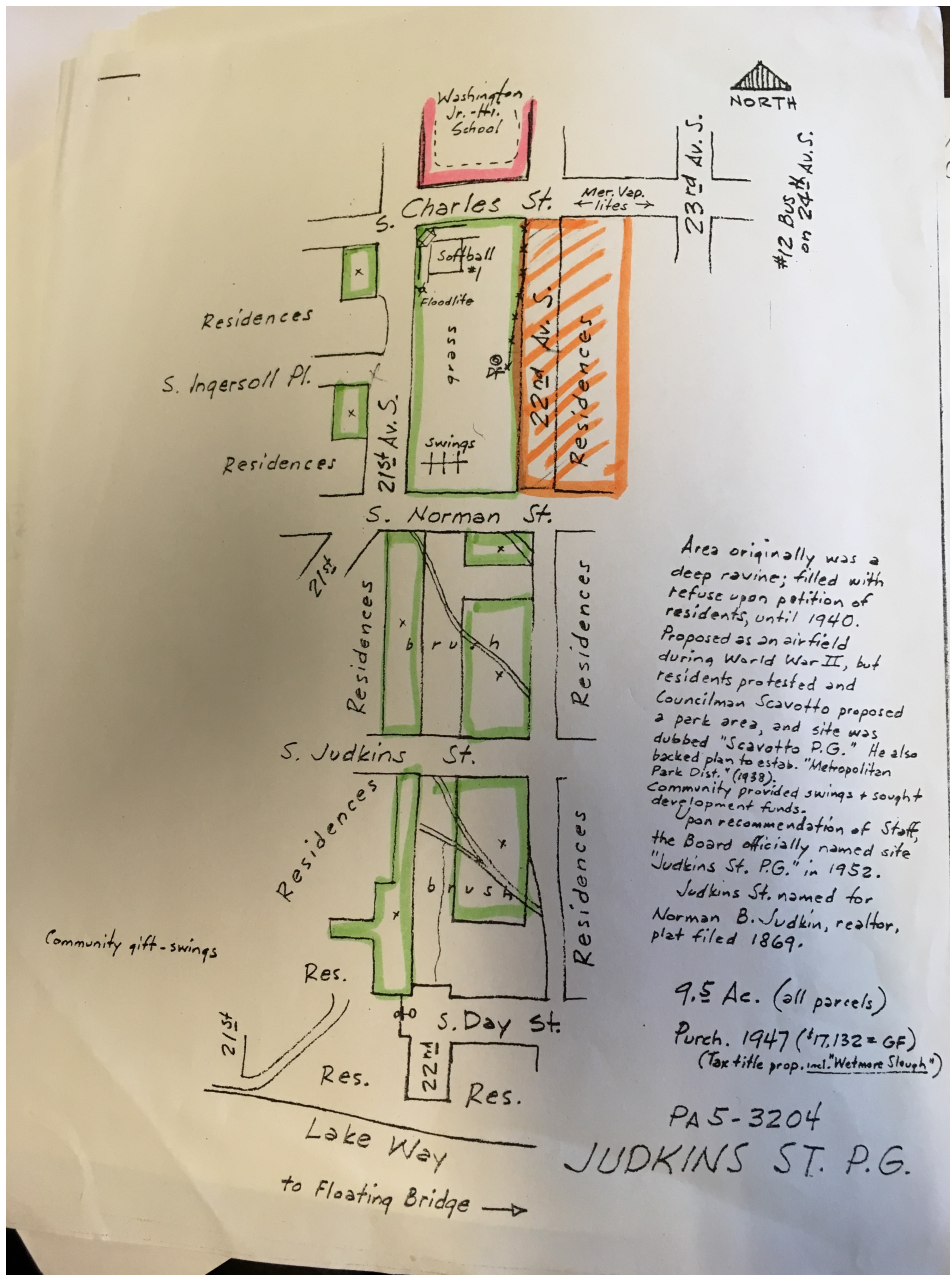 Washington
Jr.-Hi.
School
NORTH
S. Charles St.
Mer. Vap.
← lites →
23rd Av. S.
#12 Bus
on 24th Av. S.
Softball
#1
Floodlite
grass
22nd Av. S.
Residences
Residences
S. Ingersoll Pl.
21st Av. S.
Swings
Residences
S. Norman St.
21st
Residences
brush
Residences
Area originally was a
deep ravine; filled with
refuse upon petition of
residents, until 1940.
Proposed as an airfield
during World War II, but
residents protested and
Councilman Scavotto proposed
a park area, and site was
dubbed "Scavotto P.G." He also
backed plan to estab. "Metropolitan
Park Dist." (1938).
Community provided swings + sought
development funds.
Upon recommendation of Staff,
the Board officially named site
"Judkins St. P.G." in 1952.
Judkins St. named for
Norman B. Judkin, realtor,
plat filed 1869.
S. Judkins St.
Residences
brush
Residences
Community gift-swings
Res.
S. Day St.
21st
22nd
Res.
Res.
9.5 Ac. (all parcels)
Purch. 1947 ($17,132 = GF)
(Tax title prop. incl. "Wetmore Slough")
Lake Way
to Floating Bridge →
PA 5-3204
JUDKINS ST. P.G.